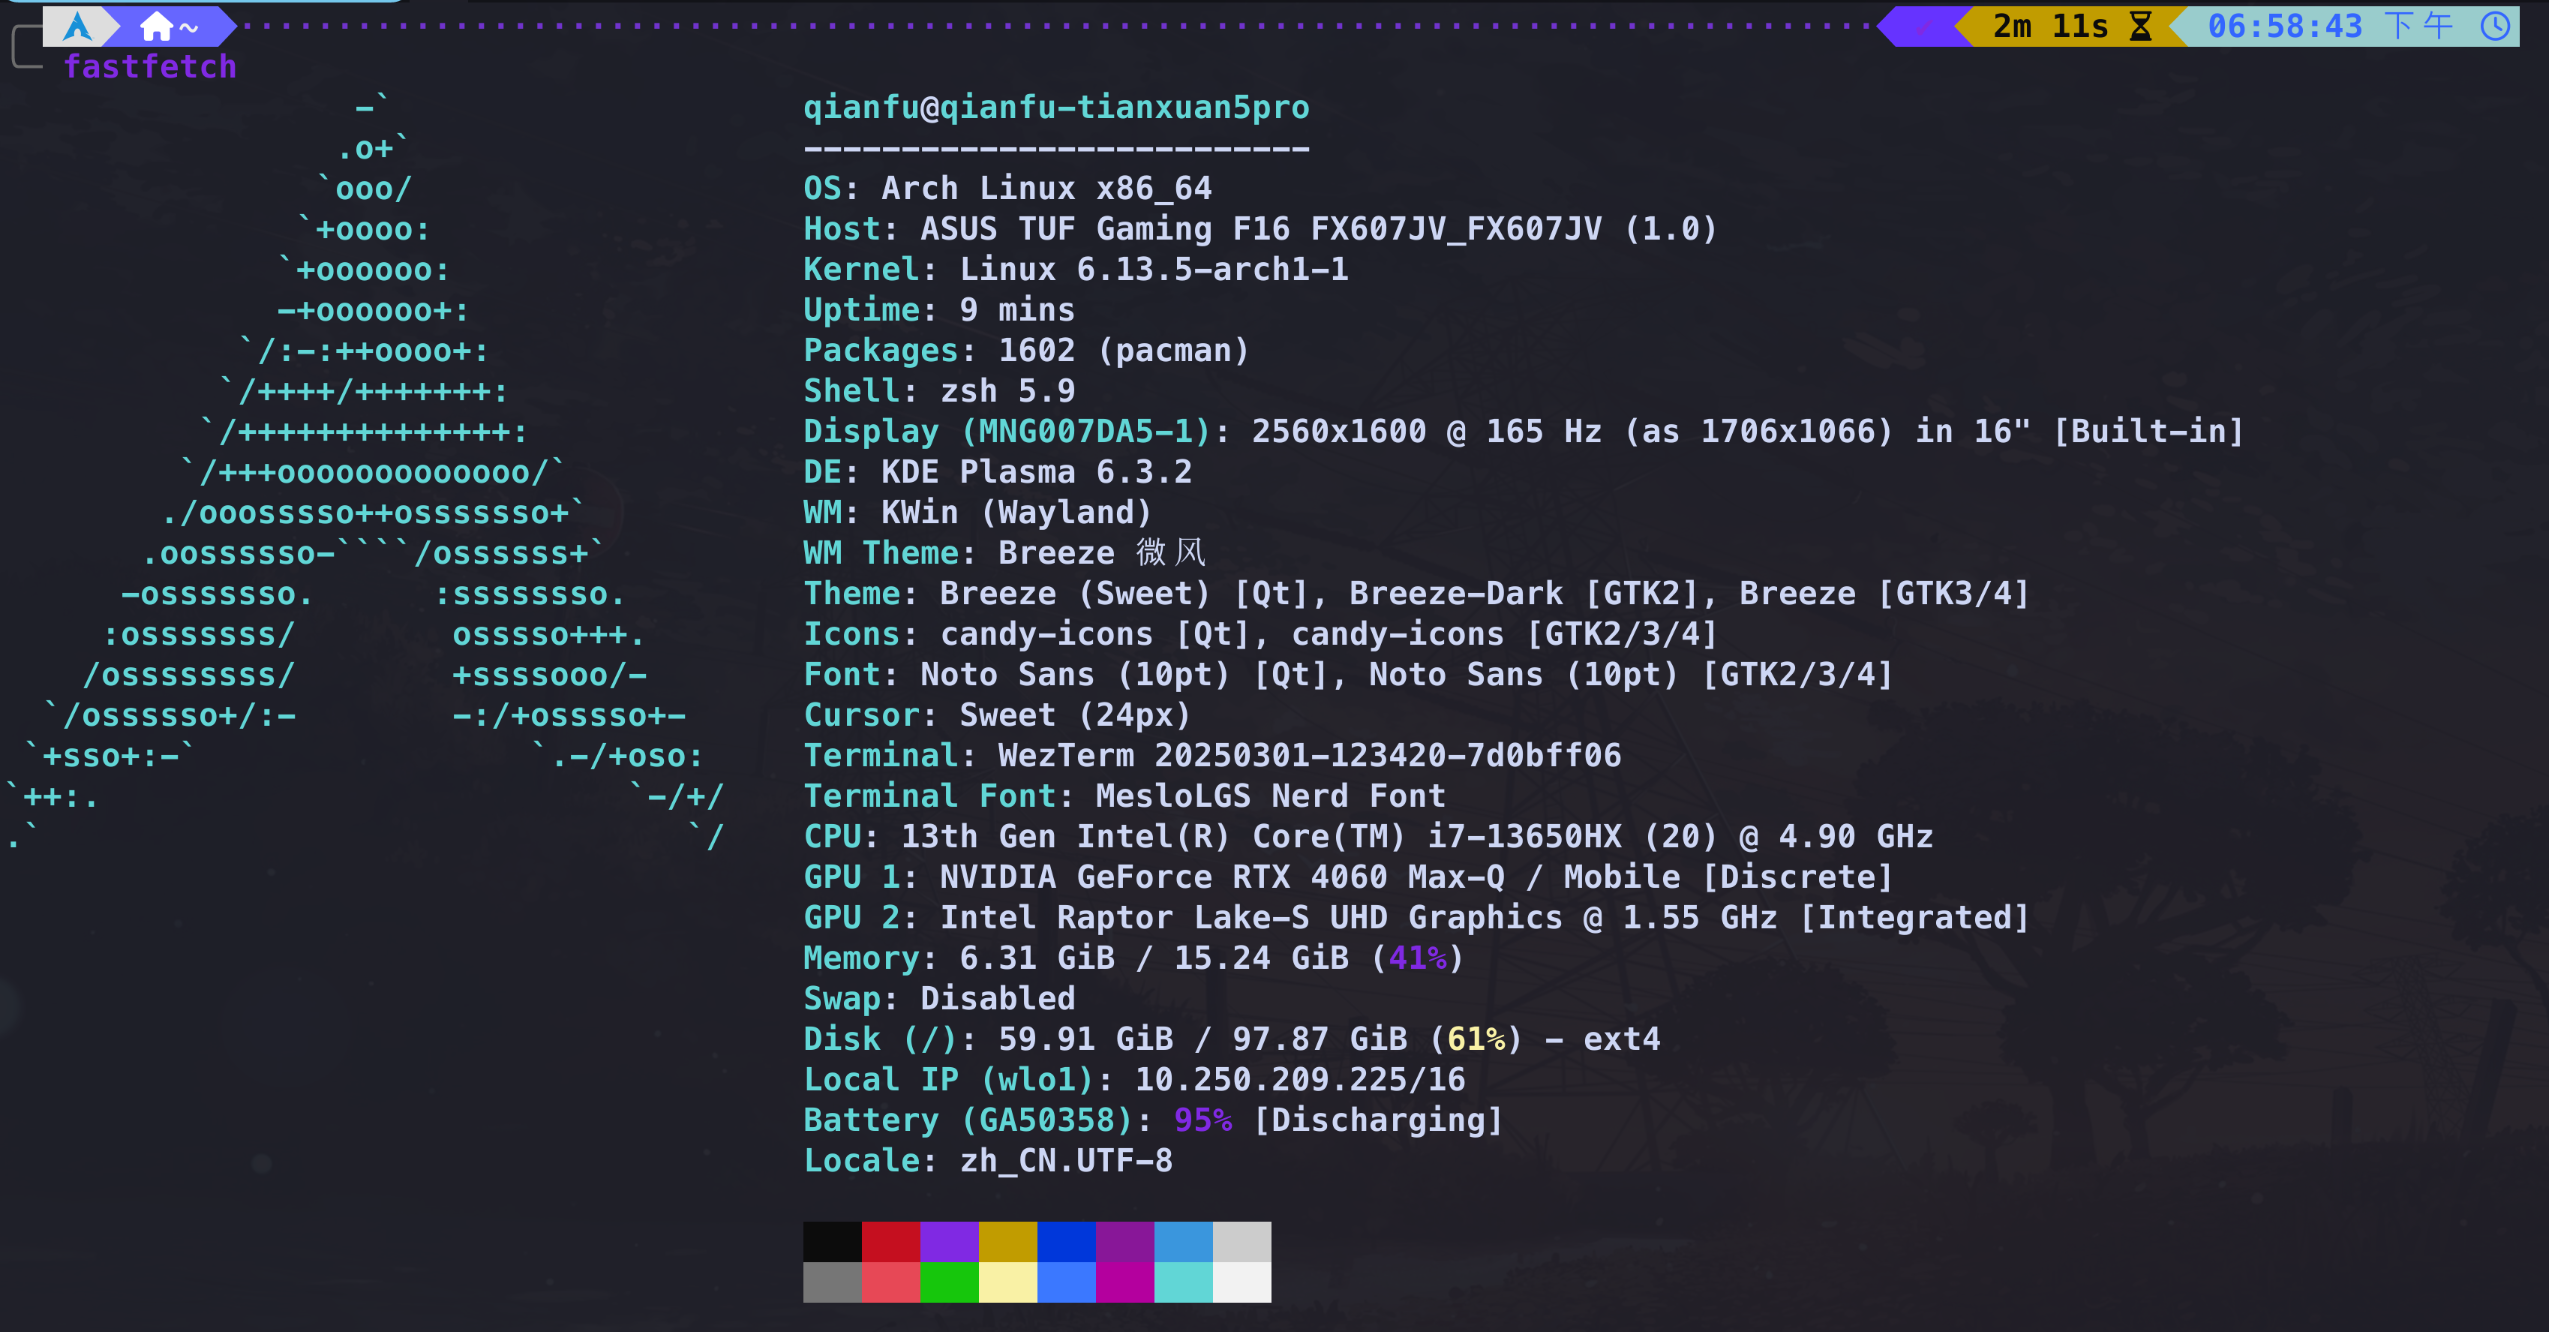 ~ 2m 11s 06:58:43 下午
fastfetch
-`
.o+`
`ooo/
`+oooo:
`+oooooo:
-+oooooo+:
`/:-:++oooo+:
`/++++/+++++++:
`/++++++++++++++:
`/+++ooooooooooooo/`
./ooosssso++osssssso+`
.oossssso-````/ossssss+`
-osssssso.      :ssssssso.
:osssssss/        osssso+++.
/ossssssss/        +ssssooo/-
`/ossssso+/:-        -:/+osssso+-
`+sso+:-`                 `.-/+oso:
`++:.                           `-/+/
.`                                 `/
qianfu@qianfu-tianxuan5pro
--------------------------
OS: Arch Linux x86_64
Host: ASUS TUF Gaming F16 FX607JV_FX607JV (1.0)
Kernel: Linux 6.13.5-arch1-1
Uptime: 9 mins
Packages: 1602 (pacman)
Shell: zsh 5.9
Display (MNG007DA5-1): 2560x1600 @ 165 Hz (as 1706x1066) in 16" [Built-in]
DE: KDE Plasma 6.3.2
WM: KWin (Wayland)
WM Theme: Breeze 微风
Theme: Breeze (Sweet) [Qt], Breeze-Dark [GTK2], Breeze [GTK3/4]
Icons: candy-icons [Qt], candy-icons [GTK2/3/4]
Font: Noto Sans (10pt) [Qt], Noto Sans (10pt) [GTK2/3/4]
Cursor: Sweet (24px)
Terminal: WezTerm 20250301-123420-7d0bff06
Terminal Font: MesloLGS Nerd Font
CPU: 13th Gen Intel(R) Core(TM) i7-13650HX (20) @ 4.90 GHz
GPU 1: NVIDIA GeForce RTX 4060 Max-Q / Mobile [Discrete]
GPU 2: Intel Raptor Lake-S UHD Graphics @ 1.55 GHz [Integrated]
Memory: 6.31 GiB / 15.24 GiB (41%)
Swap: Disabled
Disk (/): 59.91 GiB / 97.87 GiB (61%) - ext4
Local IP (wlo1): 10.250.209.225/16
Battery (GA50358): 95% [Discharging]
Locale: zh_CN.UTF-8